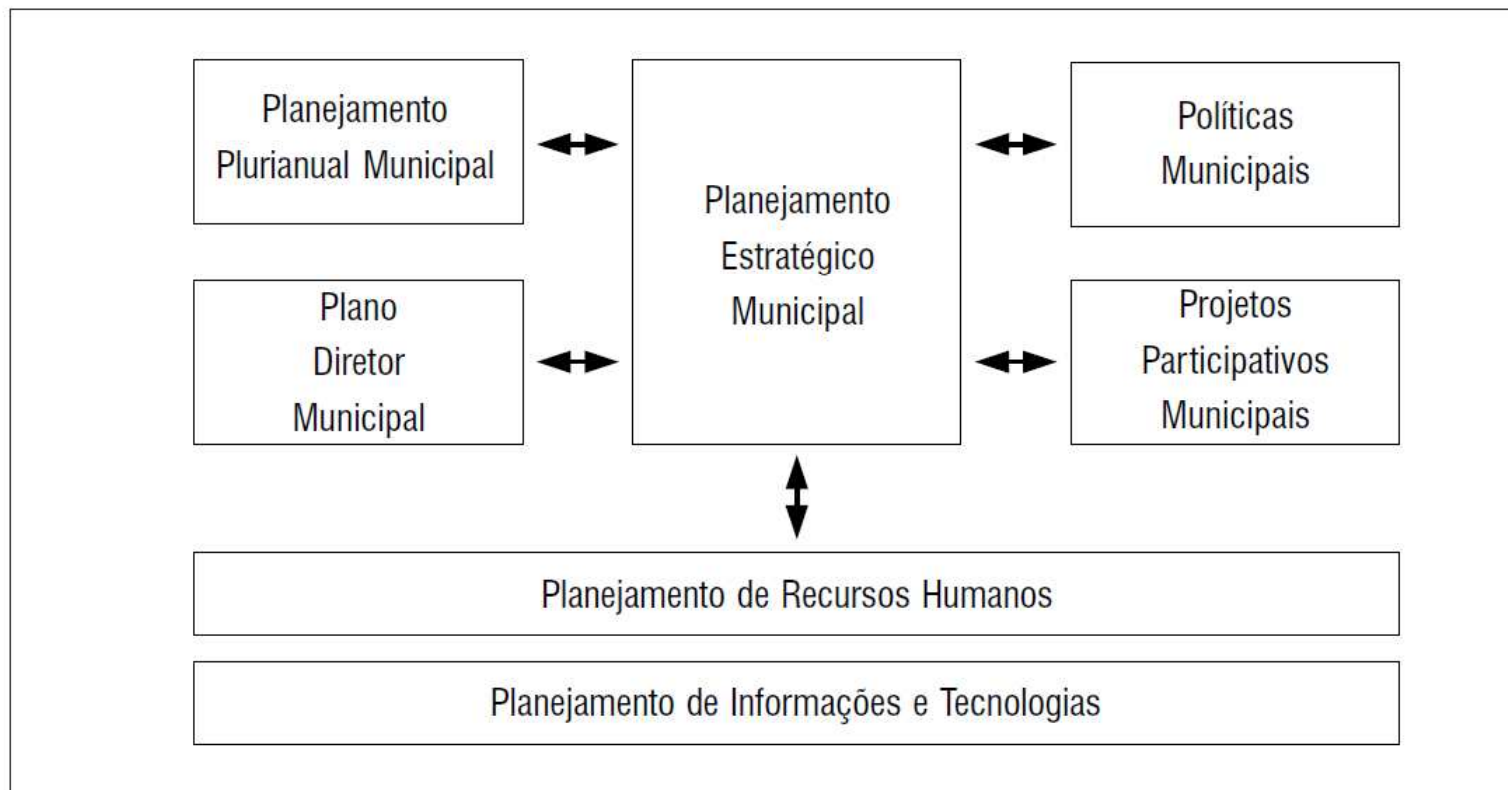 Planejamento
Plurianual Municipal
Planejamento
Estratégico
Municipal
Políticas
Municipais
Plano
Diretor
Municipal
Projetos
Participativos
Municipais
Planejamento de Recursos Humanos
Planejamento de Informações e Tecnologias